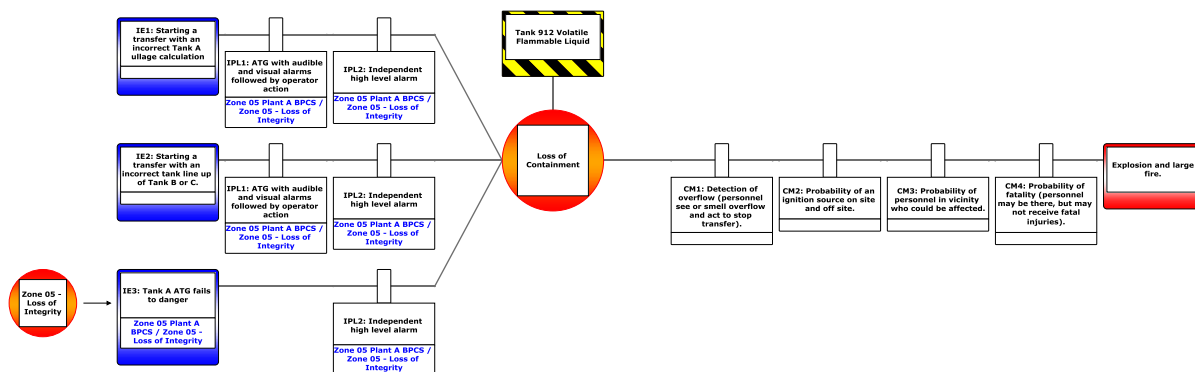 IE1: Starting a
transfer with an
incorrect Tank A
ullage calculation
IPL1: ATG with audible
and visual alarms
followed by operator
action
Zone 05 Plant A BPCS /
Zone 05 - Loss of
Integrity
IPL2: Independent
high level alarm
Zone 05 Plant A BPCS /
Zone 05 - Loss of
Integrity
Tank 912 Volatile
Flammable Liquid
IE2: Starting a
transfer with an
incorrect tank line up
of Tank B or C.
IPL1: ATG with audible
and visual alarms
followed by operator
action
Zone 05 Plant A BPCS /
Zone 05 - Loss of
Integrity
IPL2: Independent
high level alarm
Zone 05 Plant A BPCS /
Zone 05 - Loss of
Integrity
Loss of
Containment
CM1: Detection of
overflow (personnel
see or smell overflow
and act to stop
transfer).
CM2: Probability of an
ignition source on site
and off site.
CM3: Probability of
personnel in vicinity
who could be affected.
CM4: Probability of
fatality (personnel
may be there, but may
not receive fatal
injuries).
Explosion and large
fire.
Zone 05 -
Loss of
Integrity
IE3: Tank A ATG fails
to danger
Zone 05 Plant A
BPCS / Zone 05 -
Loss of Integrity
IPL2: Independent
high level alarm
Zone 05 Plant A BPCS /
Zone 05 - Loss of
Integrity